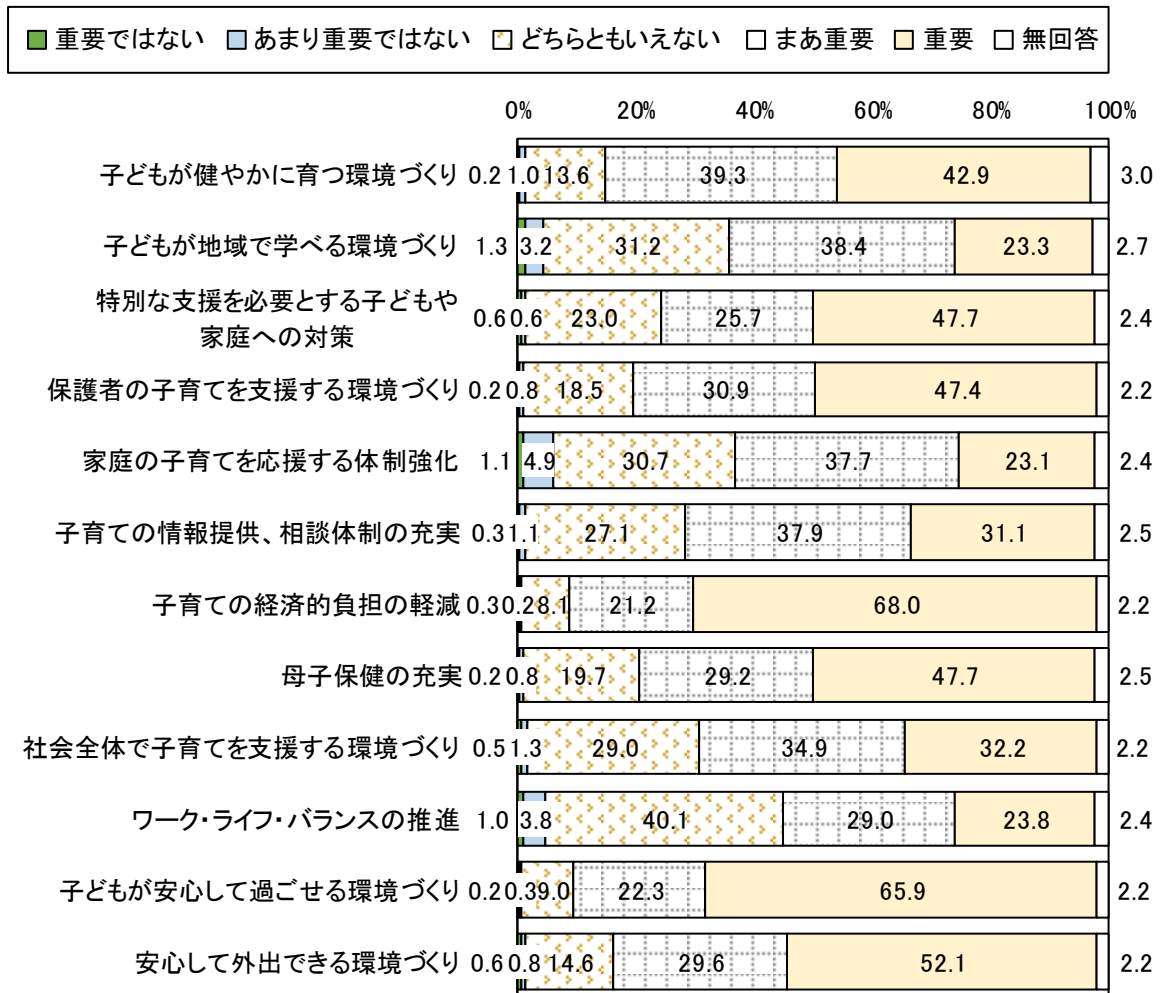 重要ではない あまり重要ではない どちらともいえない まあ重要 重要 無回答
0% 20% 40% 60% 80% 100%
子どもが健やかに育つ環境づくり 0.2 1.0 13.6 39.3 42.9 3.0
子どもが地域で学べる環境づくり 1.3 3.2 31.2 38.4 23.3 2.7
特別な支援を必要とする子どもや
家庭への対策 0.6 0.6 23.0 25.7 47.7 2.4
保護者の子育てを支援する環境づくり 0.2 0.8 18.5 30.9 47.4 2.2
家庭の子育てを応援する体制強化 1.1 4.9 30.7 37.7 23.1 2.4
子育ての情報提供、相談体制の充実 0.3 1.1 27.1 37.9 31.1 2.5
子育ての経済的負担の軽減 0.3 0.2 8.1 21.2 68.0 2.2
母子保健の充実 0.2 0.8 19.7 29.2 47.7 2.5
社会全体で子育てを支援する環境づくり 0.5 1.3 29.0 34.9 32.2 2.2
ワーク・ライフ・バランスの推進 1.0 3.8 40.1 29.0 23.8 2.4
子どもが安心して過ごせる環境づくり 0.2 0.3 9.0 22.3 65.9 2.2
安心して外出できる環境づくり 0.6 0.8 14.6 29.6 52.1 2.2